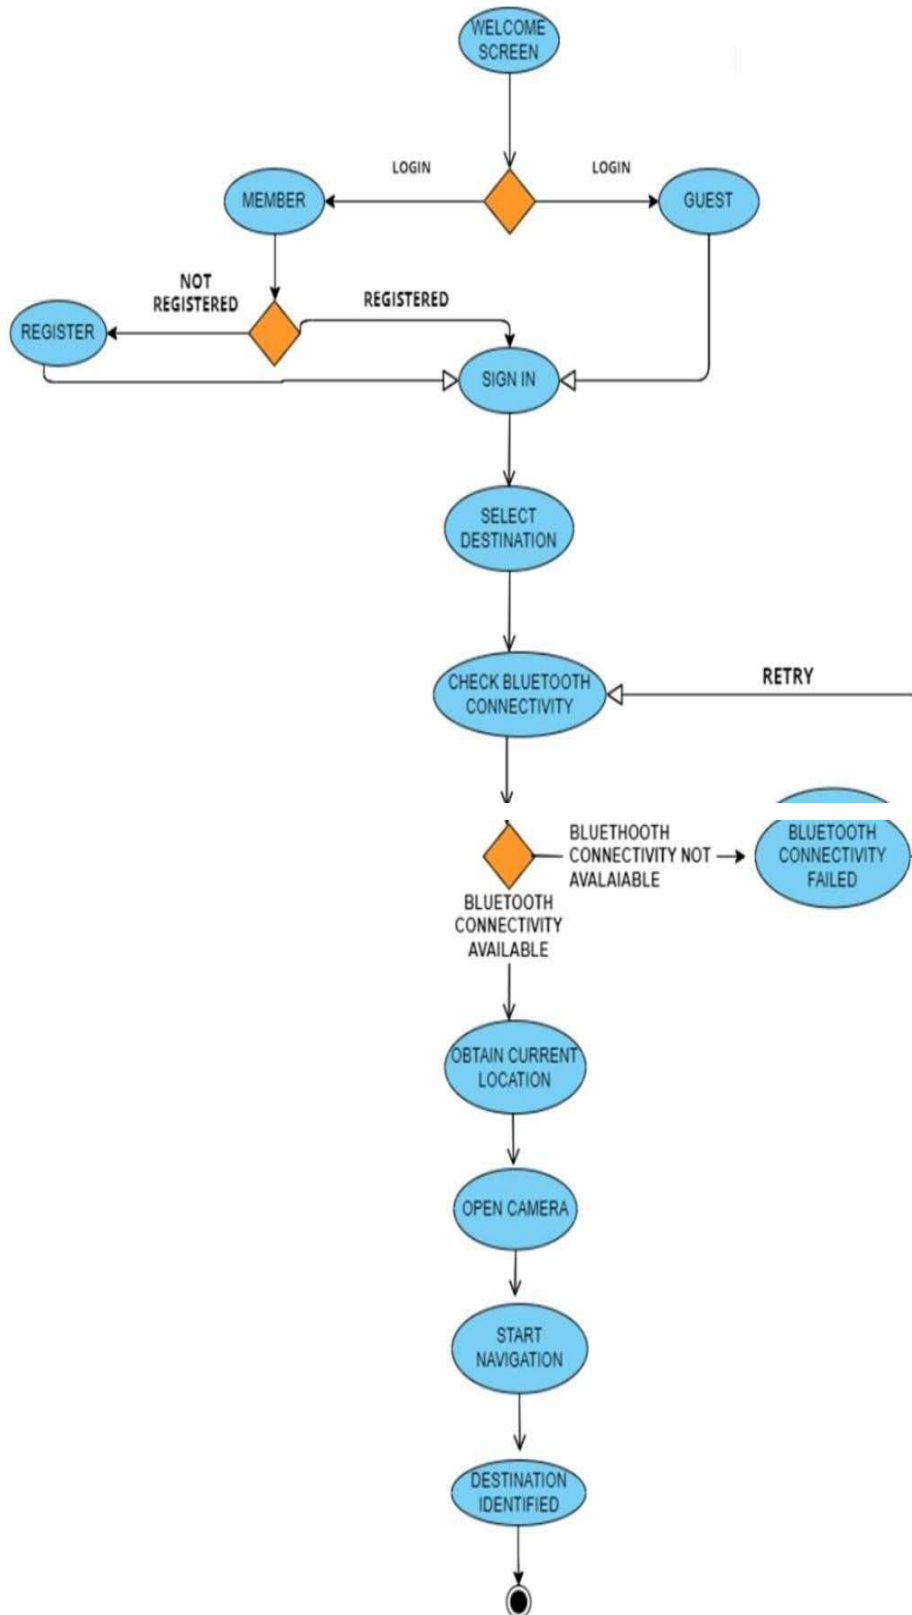 WELCOME
SCREEN
LOGIN
LOGIN
MEMBER
GUEST
NOT
REGISTERED
REGISTERED
REGISTER
SIGN IN
SELECT
DESTINATION
CHECK BLUETOOTH
CONNECTIVITY
RETRY
BLUETHOOTH
CONNECTIVITY NOT
AVALAIABLE
BLUETOOTH
CONNECTIVITY
FAILED
BLUETOOTH
CONNECTIVITY
AVAILABLE
OBTAIN CURRENT
LOCATION
OPEN CAMERA
START
NAVIGATION
DESTINATION
IDENTIFIED